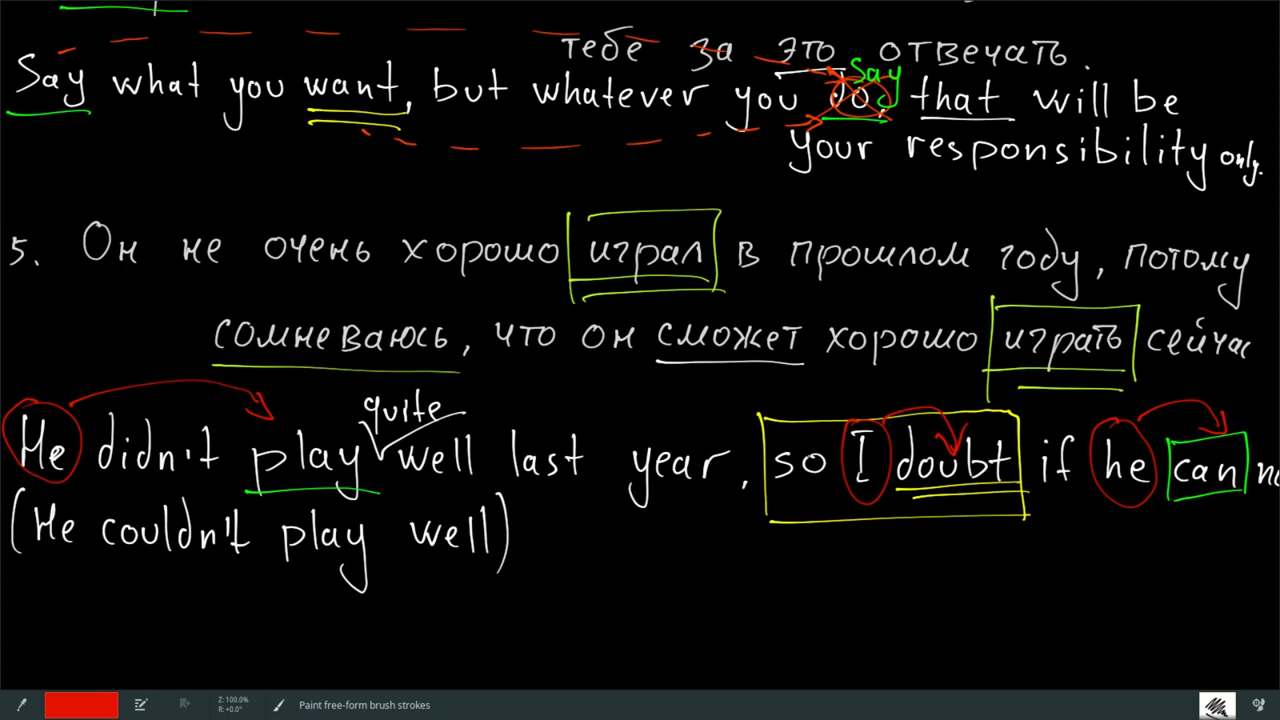 тебе за это отвечать.
say
Say what you want, but whatever you do, that will be
your responsibility only.
5. Он не очень хорошо играл в прошлом году, потому
сомневаюсь, что он сможет хорошо играть сейчас
quite
He didn't play well last year, so I doubt if he can
(He couldn't play well)
Z: 100.0%
R: +0.0°
Paint free-form brush strokes